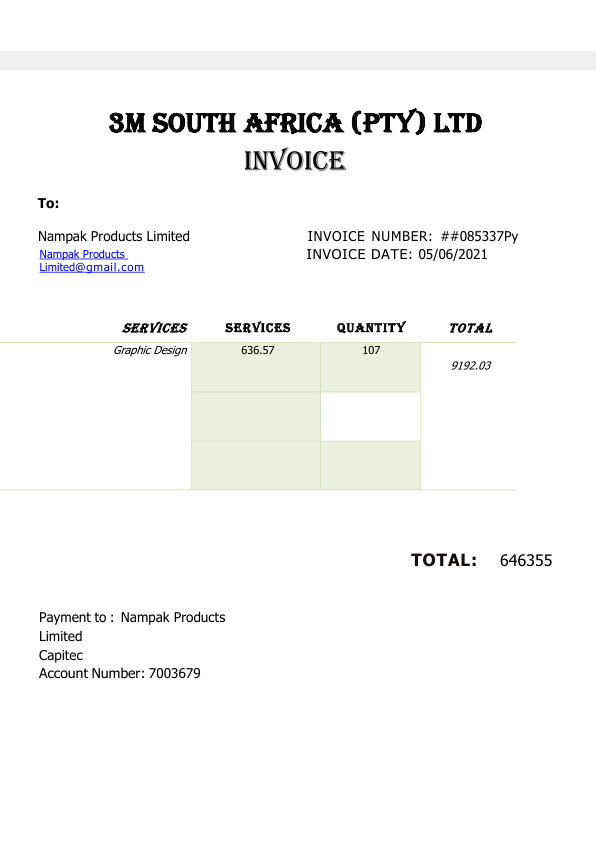 3M SOUTH AFRICA (PTY) LTD
INVOICE
To:
Nampak Products Limited
Nampak Products
Limited@gmail.com
INVOICE NUMBER: ##085337Py
INVOICE DATE: 05/06/2021
SERVICES SERVICES QUANTITY TOTAL
Graphic Design 636.57 107 9192.03
TOTAL: 646355
Payment to : Nampak Products
Limited
Capitec
Account Number: 7003679